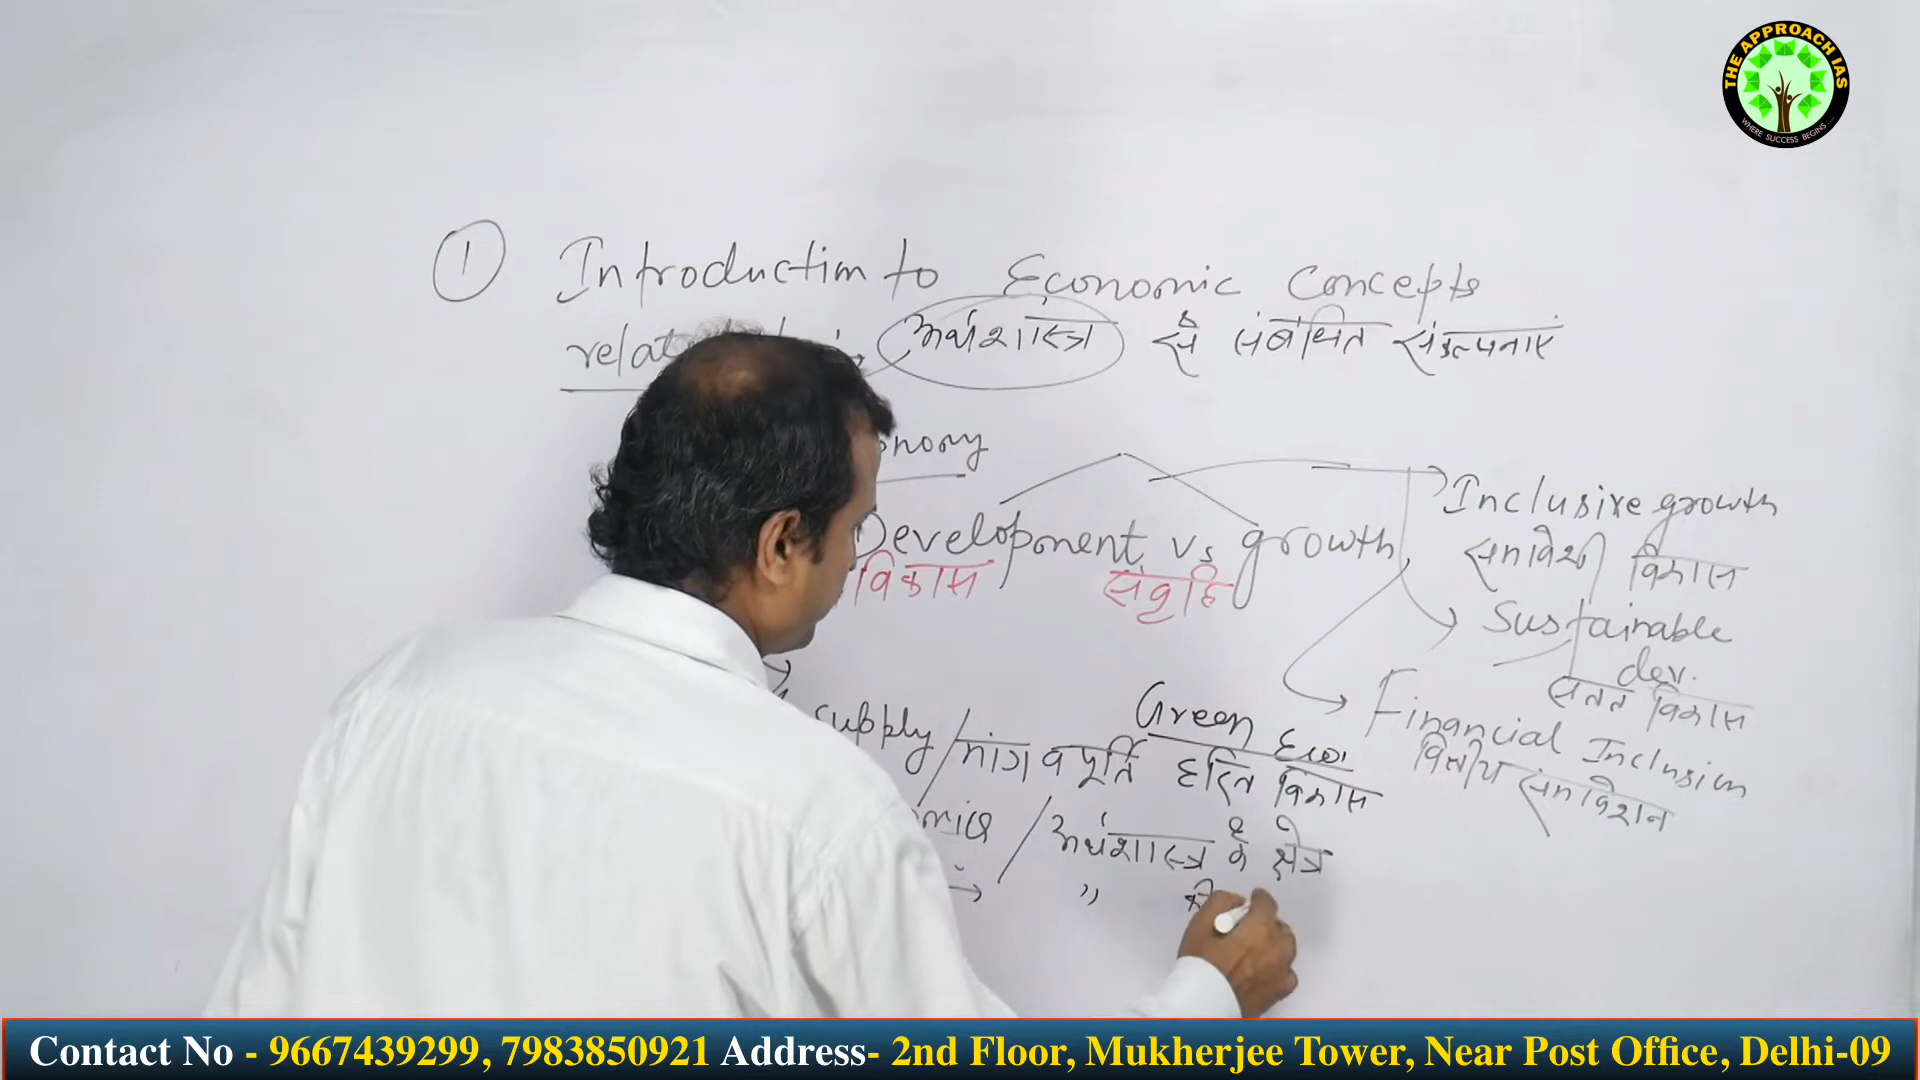 THE APPROACH IAS
WHERE SUCCESS BEGINS ....
① Introduction to Economic Concepts
अर्थशास्त्र से संबंधित संकल्पनाएं
Development Vs growth
विकास संवृद्धि
Inclusive growth
समावेशी विकास
Sustainable
dev.
सतत विकास
Financial Inclusion
वित्तीय समावेशन
Green Eco.
हरित विकास
supply / मांग व पूर्ति
/ अर्थशास्त्र के क्षेत्र
" की
Contact No - 9667439299, 7983850921 Address- 2nd Floor, Mukherjee Tower, Near Post Office, Delhi-09